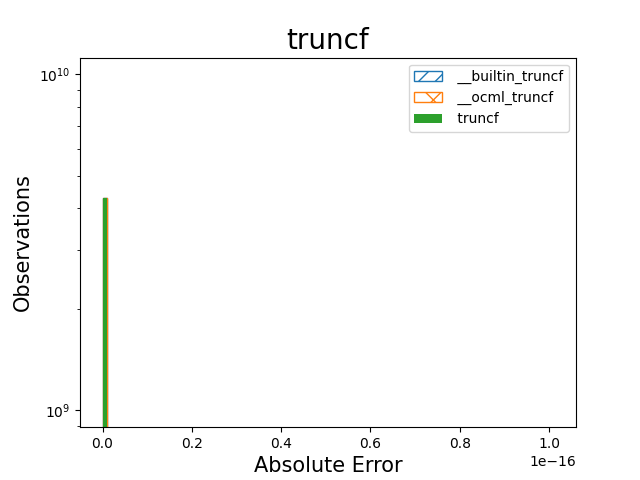 truncf
__builtin_truncf
__ocml_truncf
truncf
10^10
10^9
Observations
0.0 0.2 0.4 0.6 0.8 1.0
1e−16
Absolute Error